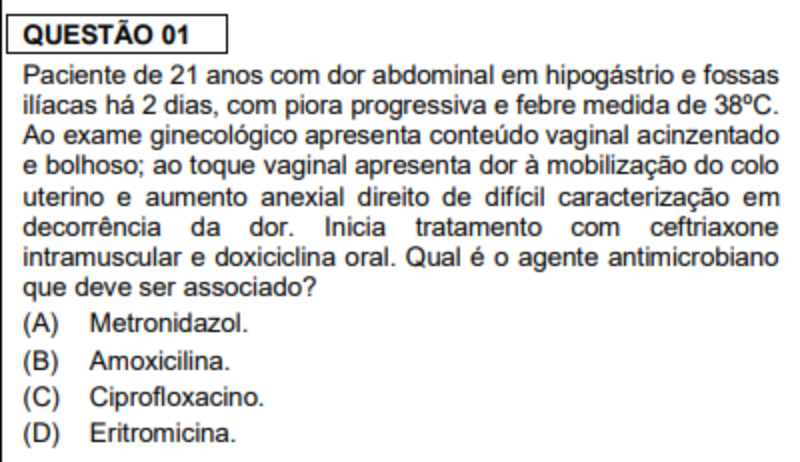 QUESTÃO 01
Paciente de 21 anos com dor abdominal em hipogástrio e fossas
ilíacas há 2 dias, com piora progressiva e febre medida de 38ºC.
Ao exame ginecológico apresenta conteúdo vaginal acinzentado
e bolhoso; ao toque vaginal apresenta dor à mobilização do colo
uterino e aumento anexial direito de difícil caracterização em
decorrência da dor. Inicia tratamento com ceftriaxone
intramuscular e doxiciclina oral. Qual é o agente antimicrobiano
que deve ser associado?
(A) Metronidazol.
(B) Amoxicilina.
(C) Ciprofloxacino.
(D) Eritromicina.